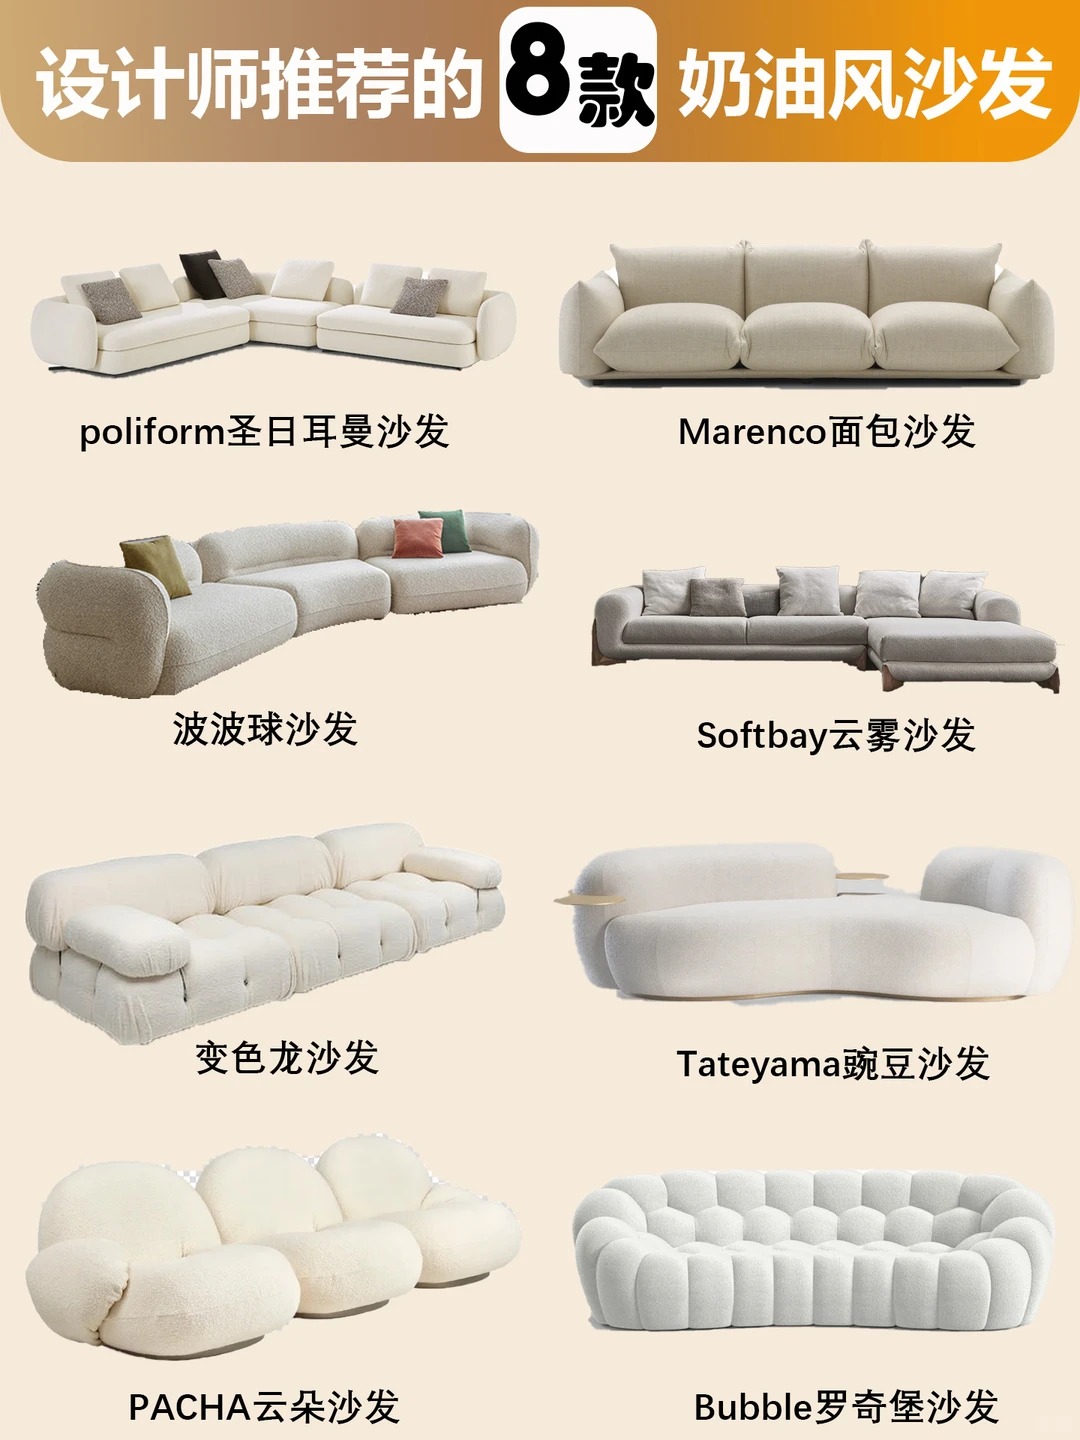 设计师推荐的8款奶油风沙发
poliform圣日耳曼沙发
Marenco面包沙发
波波球沙发
Softbay云雾沙发
变色龙沙发
Tateyama豌豆沙发
PACHA云朵沙发
Bubble罗奇堡沙发